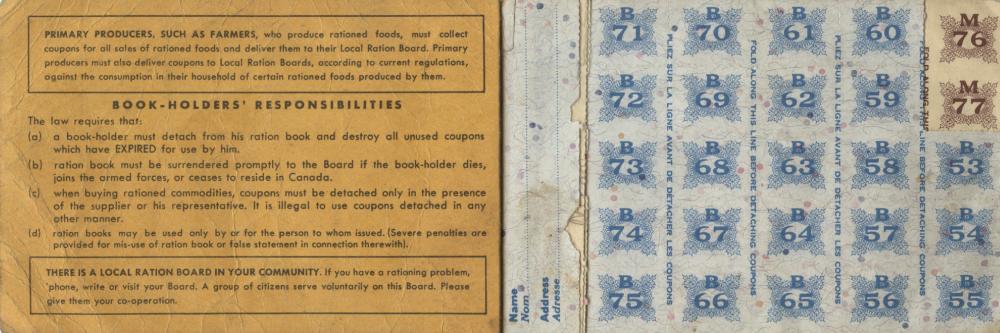 PRIMARY PRODUCERS, SUCH AS FARMERS, who produce rationed foods, must collect
coupons for all sales of rationed foods and deliver them to their Local Ration Board. Primary
producers must also deliver coupons to Local Ration Boards, according to current regulations,
against the consumption in their household of certain rationed foods produced by them.
BOOK-HOLDERS' RESPONSIBILITIES
The law requires that:
(a) a book-holder must detach from his ration book and destroy all unused coupons
which have EXPIRED for use by him.
(b) ration book must be surrendered promptly to the Board if the book-holder dies,
joins the armed forces, or ceases to reside in Canada.
(c) when buying rationed commodities, coupons must be detached only in the presence
of the supplier or his representative. It is illegal to use coupons detached in any
other manner.
(d) ration books may be used only by or for the person to whom issued. (Severe penalties are
provided for mis-use of ration book or false statement in connection therewith).
THERE IS A LOCAL RATION BOARD IN YOUR COMMUNITY. If you have a rationing problem,
'phone, write or visit your Board. A group of citizens serve voluntarily on this Board. Please
give them your co-operation.
Name
Nom
Address
Adresse
B 71
B 70
B 61
B 60
M 76
B 72
B 69
B 62
B 59
M 77
B 73
B 68
B 63
B 58
B 53
B 74
B 67
B 64
B 57
B 54
B 75
B 66
B 65
B 56
B 55
PLIEZ SUR LA LIGNE AVANT DE DÉTACHER LES COUPONS
FOLD ALONG THIS LINE BEFORE DETACHING COUPONS
PLIEZ SUR LA LIGNE AVANT DE DÉTACHER LES COUPONS
LINE BEFORE DETACHING COUPONS
FOLD ALONG THIS